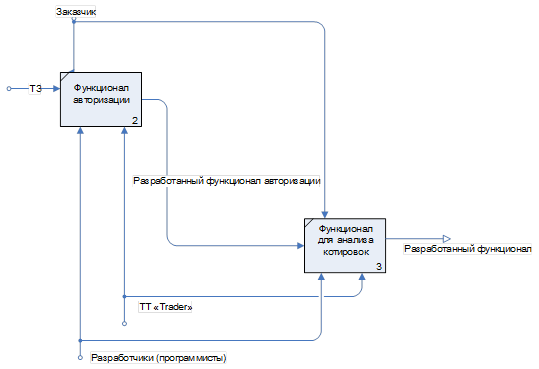 Заказчик
ТЗ
Функционал
авторизации
2
Разработанный функционал авторизации
Функционал
для анализа
котировок
3
Разработанный функционал
ТТ «Trader»
Разработчики (программисты)